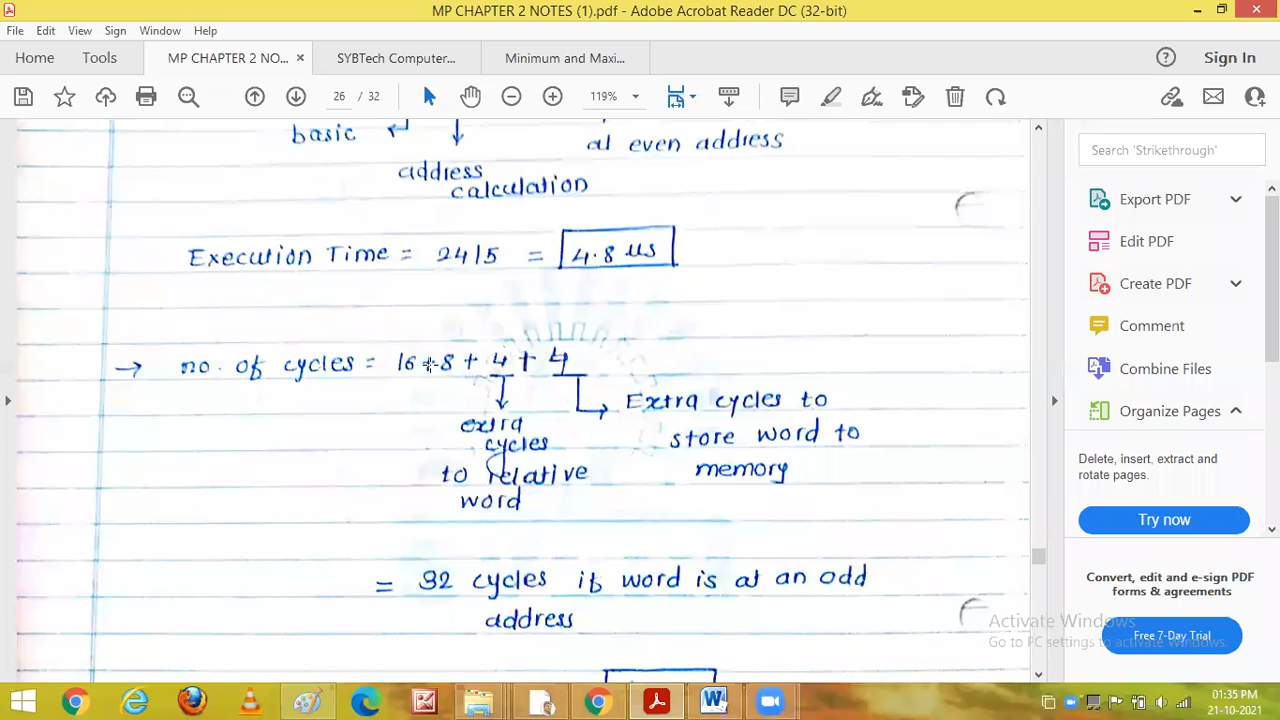 MP CHAPTER 2 NOTES (1).pdf - Adobe Acrobat Reader DC (32-bit)
File Edit View Sign Window Help
Home Tools MP CHAPTER 2 NO... × SYBTech Computer... Minimum and Maxi... Sign In
26 / 32 119%
basic
at even address
address
calculation
Execution Time = 24/5 = 4.8 us
→ no. of cycles = 16+8 + 4 + 4
Extra cycles to
store word to
memory
extra
cycles
to relative
word
= 32 cycles if word is at an odd
address
Search 'Strikethrough'
Export PDF
Edit PDF
Create PDF
Comment
Combine Files
Organize Pages
Delete, insert, extract and
rotate pages.
Try now
Convert, edit and e-sign PDF
forms & agreements
Free 7-Day Trial
Activate Windows
Go to PC settings to activate Windows.
01:35 PM
21-10-2021